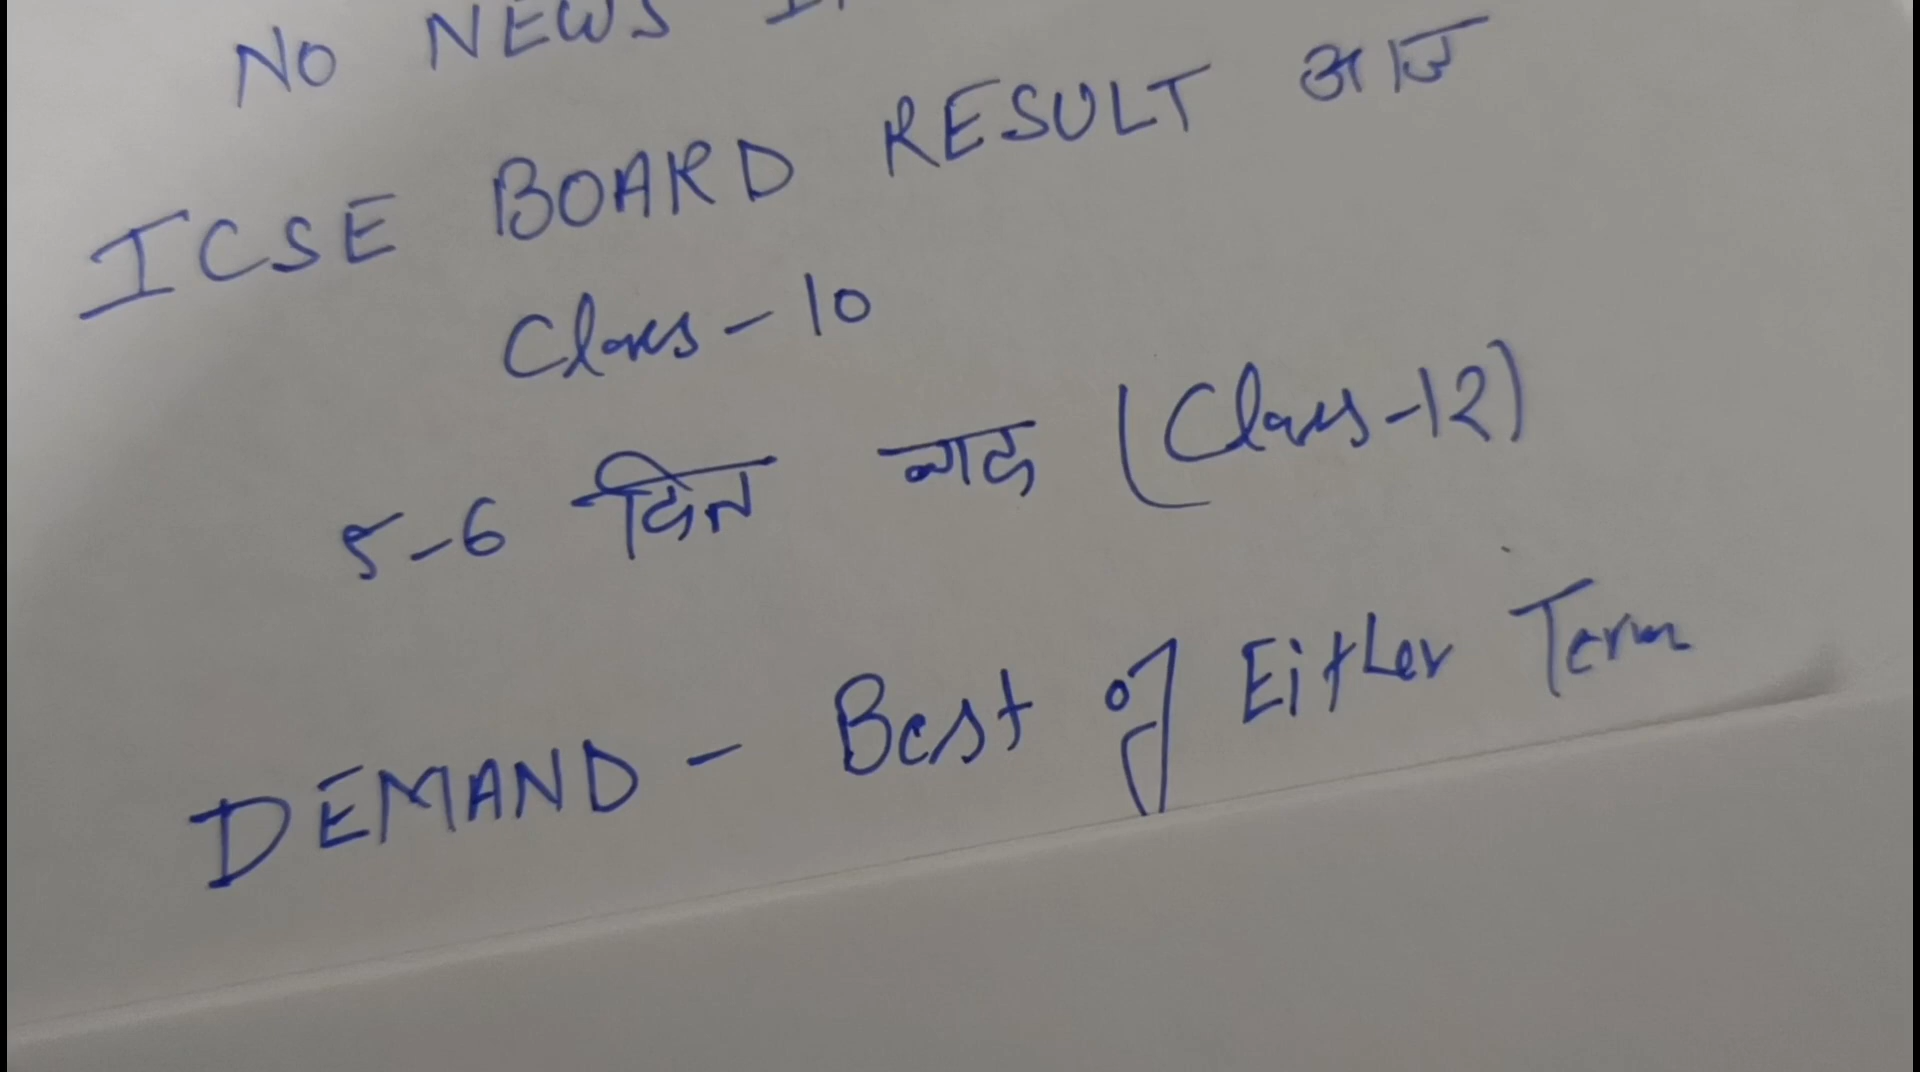 NO NEWS
ICSE BOARD RESULT आज
Class-10
5-6 दिन बाद (Class-12)
DEMAND - Best of Either Term